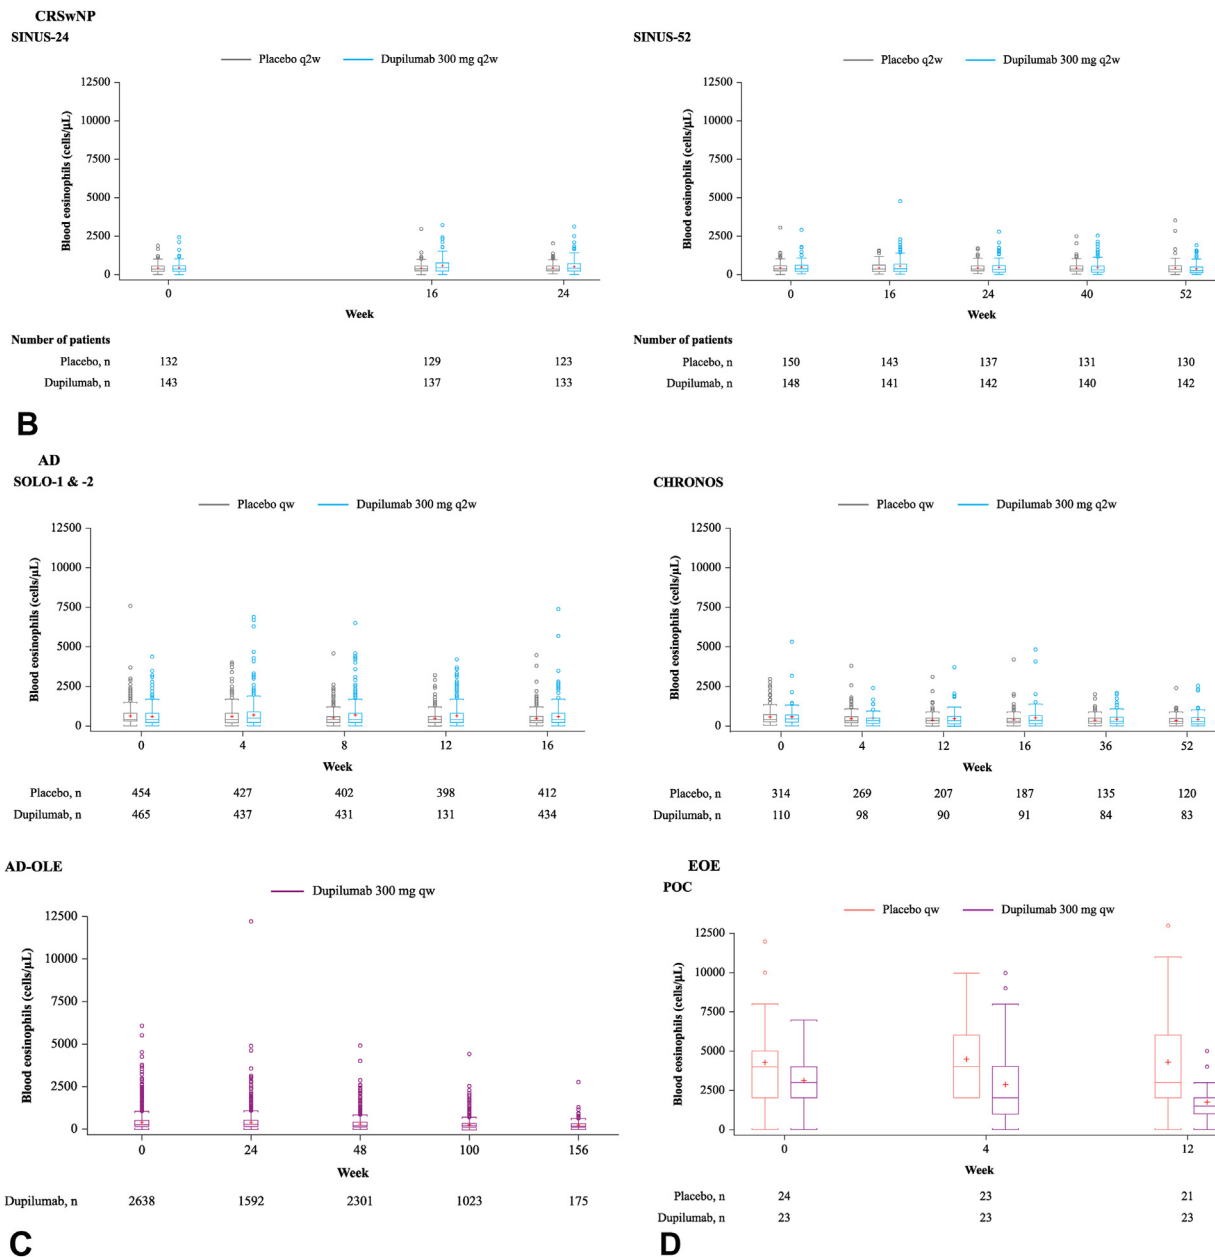 CRSwNP
SINUS-24
Placebo q2w Dupilumab 300 mg q2w
Blood eosinophils (cells/μL)
12500
10000
7500
5000
2500
0
0 16 24
Week
Number of patients
Placebo, n 132 129 123
Dupilumab, n 143 137 133
SINUS-52
Placebo q2w Dupilumab 300 mg q2w
Blood eosinophils (cells/μL)
12500
10000
7500
5000
2500
0
0 16 24 40 52
Week
Number of patients
Placebo, n 150 143 137 131 130
Dupilumab, n 148 141 142 140 142
B
AD
SOLO-1 & -2
Placebo qw Dupilumab 300 mg q2w
Blood eosinophils (cells/μL)
12500
10000
7500
5000
2500
0
0 4 8 12 16
Week
Placebo, n 454 427 402 398 412
Dupilumab, n 465 437 431 131 434
CHRONOS
Placebo qw Dupilumab 300 mg q2w
Blood eosinophils (cells/μL)
12500
10000
7500
5000
2500
0
0 4 12 16 36 52
Week
Placebo, n 314 269 207 187 135 120
Dupilumab, n 110 98 90 91 84 83
AD-OLE
Dupilumab 300 mg qw
Blood eosinophils (cells/μL)
12500
10000
7500
5000
2500
0
0 24 48 100 156
Week
Dupilumab, n 2638 1592 2301 1023 175
C
EOE
POC
Placebo qw Dupilumab 300 mg qw
Blood eosinophils (cells/μL)
12500
10000
7500
5000
2500
0
0 4 12
Week
Placebo, n 24 23 21
Dupilumab, n 23 23 23
D